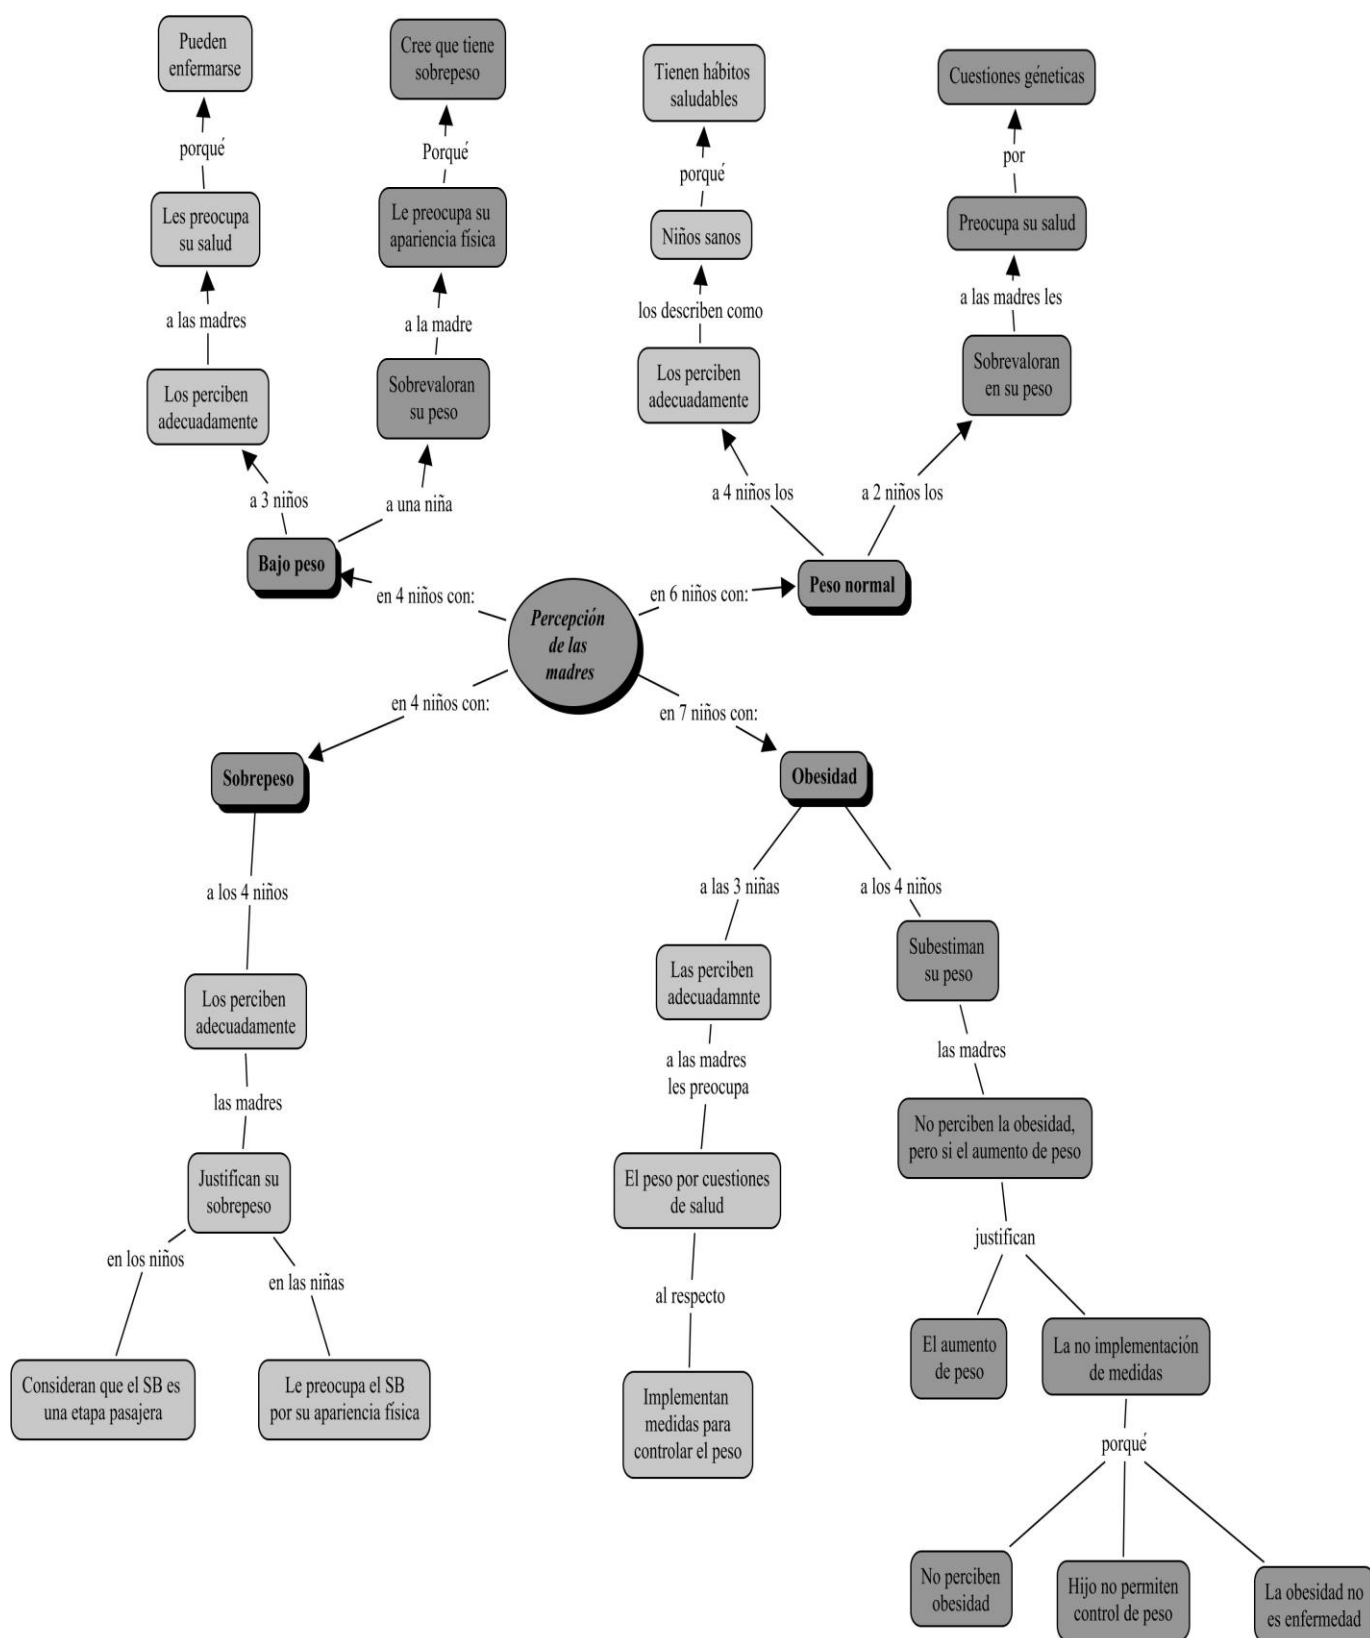 Pueden
enfermarse
porqué
Les preocupa
su salud
a las madres
Los perciben
adecuadamente
a 3 niños
Cree que tiene
sobrepeso
Porqué
Le preocupa su
apariencia física
a la madre
Sobrevaloran
su peso
a una niña
Bajo peso
en 4 niños con:
Tienen hábitos
saludables
porqué
Niños sanos
los describen como
Los perciben
adecuadamente
a 4 niños los
Cuestiones géneticas
por
Preocupa su salud
a las madres les
Sobrevaloran
en su peso
a 2 niños los
Peso normal
en 6 niños con:
Percepción
de las
madres
en 4 niños con:
Sobrepeso
a los 4 niños
Los perciben
adecuadamente
las madres
Justifican su
sobrepeso
en los niños
en las niñas
Consideran que el SB es
una etapa pasajera
Le preocupa el SB
por su apariencia física
en 7 niños con:
Obesidad
a las 3 niñas
Las perciben
adecuadamnte
a las madres
les preocupa
El peso por cuestiones
de salud
al respecto
Implementan
medidas para
controlar el peso
a los 4 niños
Subestiman
su peso
las madres
No perciben la obesidad,
pero si el aumento de peso
justifican
El aumento
de peso
La no implementación
de medidas
porqué
No perciben
obesidad
Hijo no permiten
control de peso
La obesidad no
es enfermedad